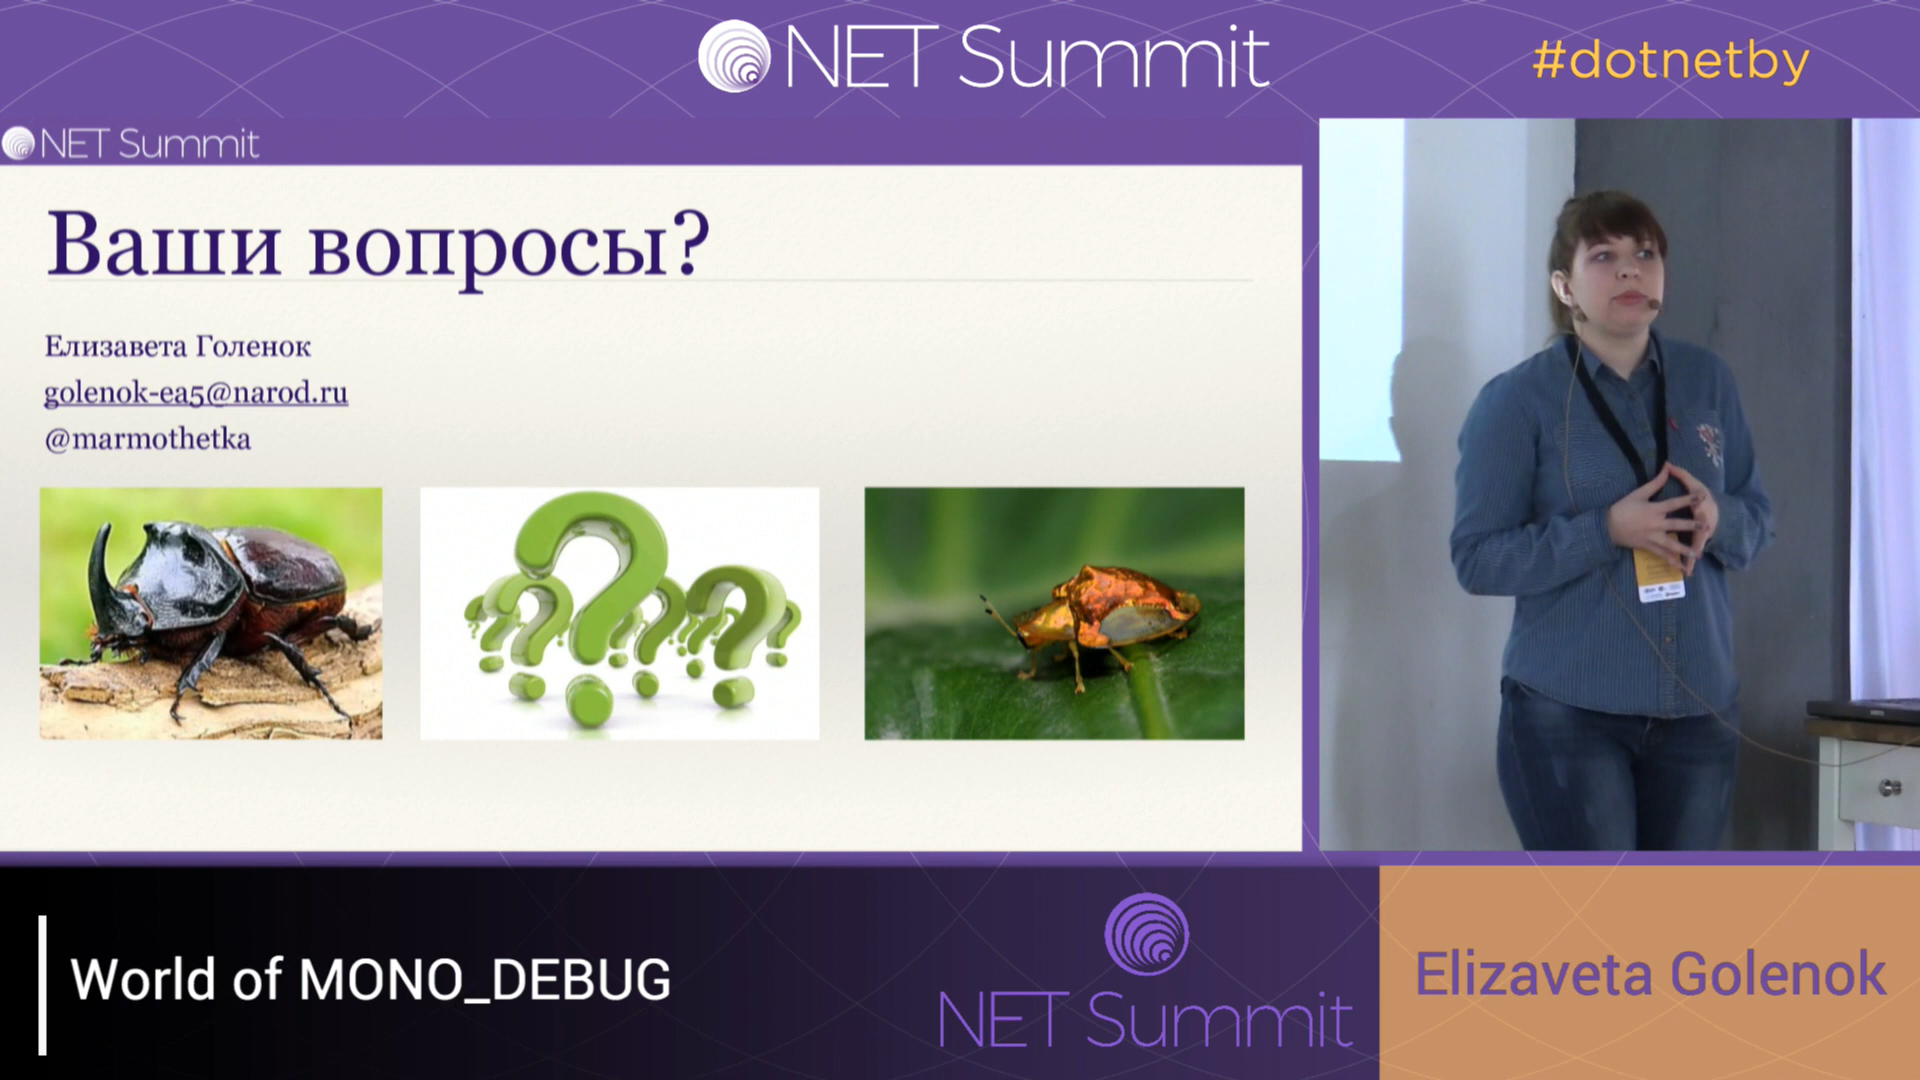 NET Summit
#dotnetby
NET Summit
Ваши вопросы?
Елизавета Голенок
golenok-ea5@narod.ru
@marmothetka
World of MONO_DEBUG
NET Summit
Elizaveta Golenok